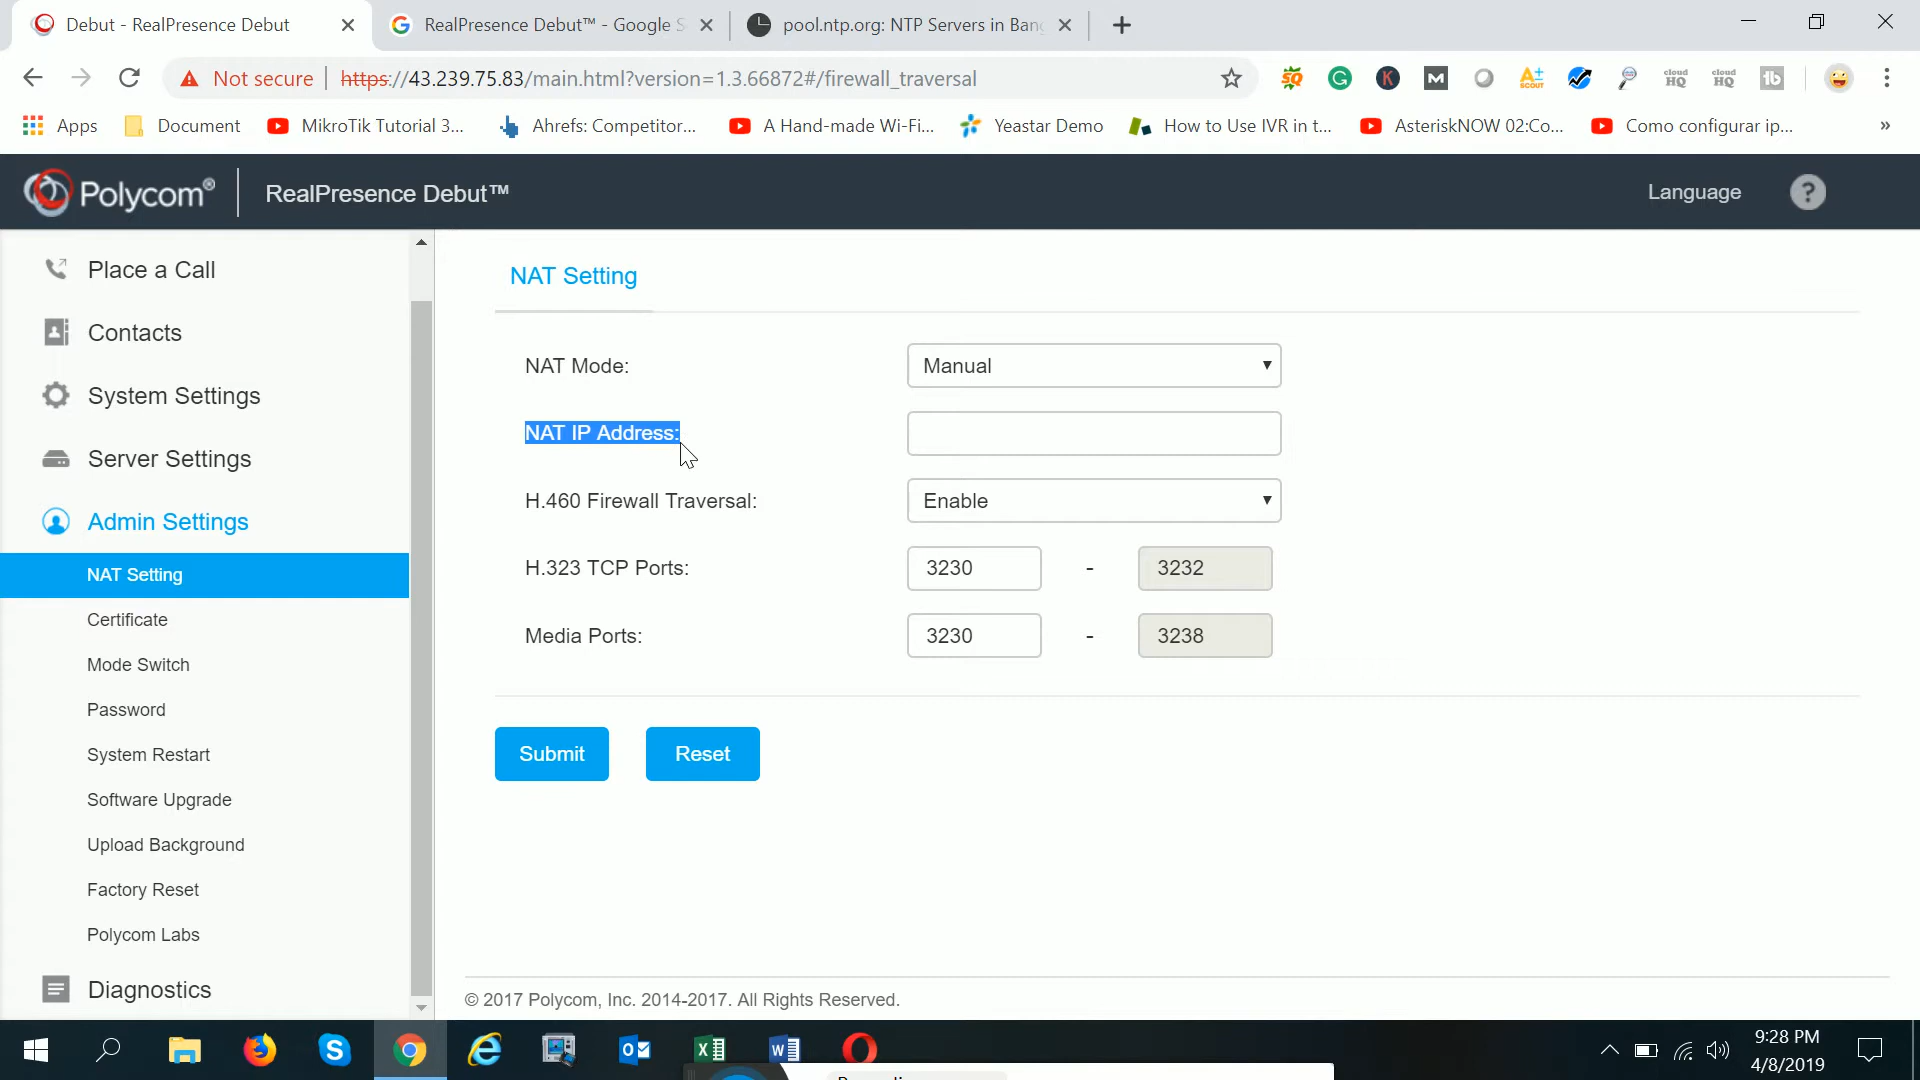 Debut - RealPresence Debut
RealPresence Debut™ - Google S
pool.ntp.org: NTP Servers in Bang
Not secure
https://43.239.75.83/main.html?version=1.3.66872#/firewall_traversal
Apps
Document
MikroTik Tutorial 3...
Ahrefs: Competitor...
A Hand-made Wi-Fi...
Yeastar Demo
How to Use IVR in t...
AsteriskNOW 02:Co...
Como configurar ip...
Polycom®
RealPresence Debut™
Language
?
Place a Call
Contacts
System Settings
Server Settings
Admin Settings
NAT Setting
Certificate
Mode Switch
Password
System Restart
Software Upgrade
Upload Background
Factory Reset
Polycom Labs
Diagnostics
NAT Setting
NAT Mode: Manual
NAT IP Address:
H.460 Firewall Traversal: Enable
H.323 TCP Ports: 3230 - 3232
Media Ports: 3230 - 3238
Submit Reset
© 2017 Polycom, Inc. 2014-2017. All Rights Reserved.
9:28 PM
4/8/2019